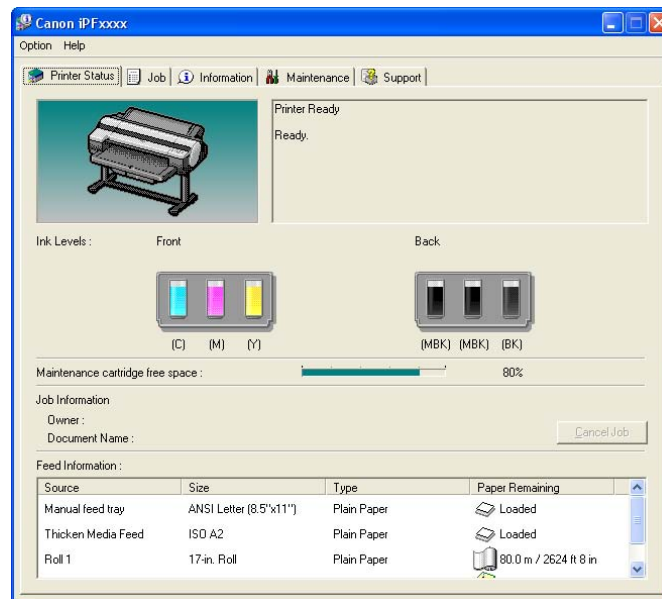 Canon iPFxxxx
Option Help
Printer Status Job Information Maintenance Support
Printer Ready
Ready.
Ink Levels : Front Back
(C) (M) (Y) (MBK) (MBK) (BK)
Maintenance cartridge free space : 80%
Job Information
Owner :
Document Name : Cancel Job
Feed Information :
Source Size Type Paper Remaining
Manual feed tray ANSI Letter (8.5"x11") Plain Paper Loaded
Thicken Media Feed ISO A2 Plain Paper Loaded
Roll 1 17-in. Roll Plain Paper 80.0 m / 2624 ft 8 in